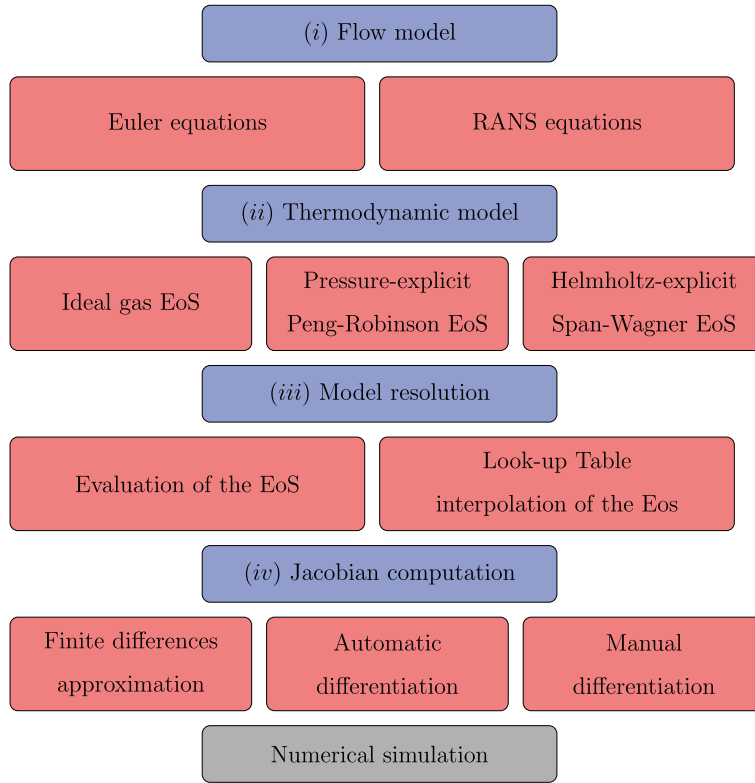 (i) Flow model
Euler equations
RANS equations
(ii) Thermodynamic model
Ideal gas EoS
Pressure-explicit
Peng-Robinson EoS
Helmholtz-explicit
Span-Wagner EoS
(iii) Model resolution
Evaluation of the EoS
Look-up Table
interpolation of the Eos
(iv) Jacobian computation
Finite differences
approximation
Automatic
differentiation
Manual
differentiation
Numerical simulation